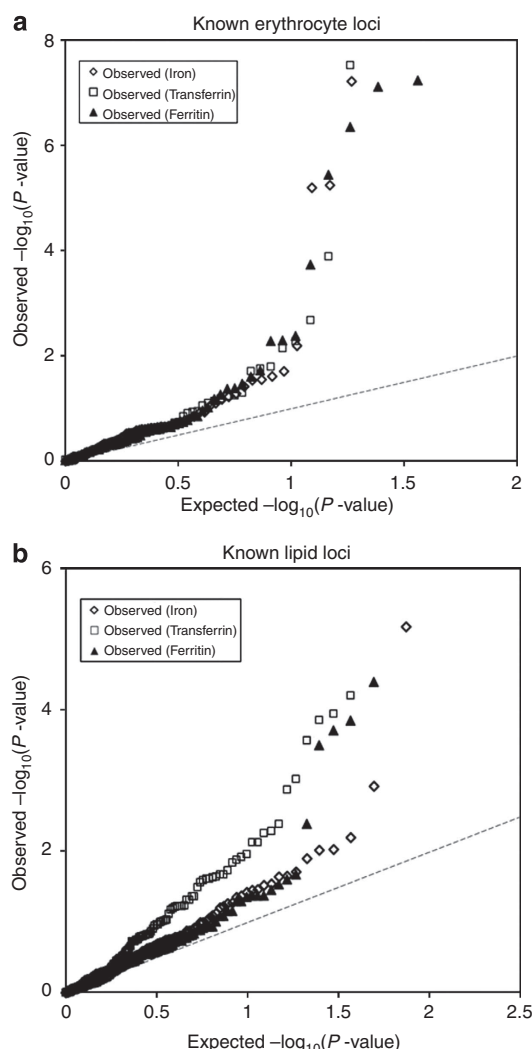 a
Known erythrocyte loci
8
Observed (Iron)
Observed (Transferrin)
Observed (Ferritin)
6
4
2
0
Observed –log10(P -value)
0 0.5 1 1.5 2
Expected –log10(P -value)
b
Known lipid loci
6
Observed (Iron)
Observed (Transferrin)
Observed (Ferritin)
4
2
0
Observed –log10(P -value)
0 0.5 1 1.5 2 2.5
Expected –log10(P -value)